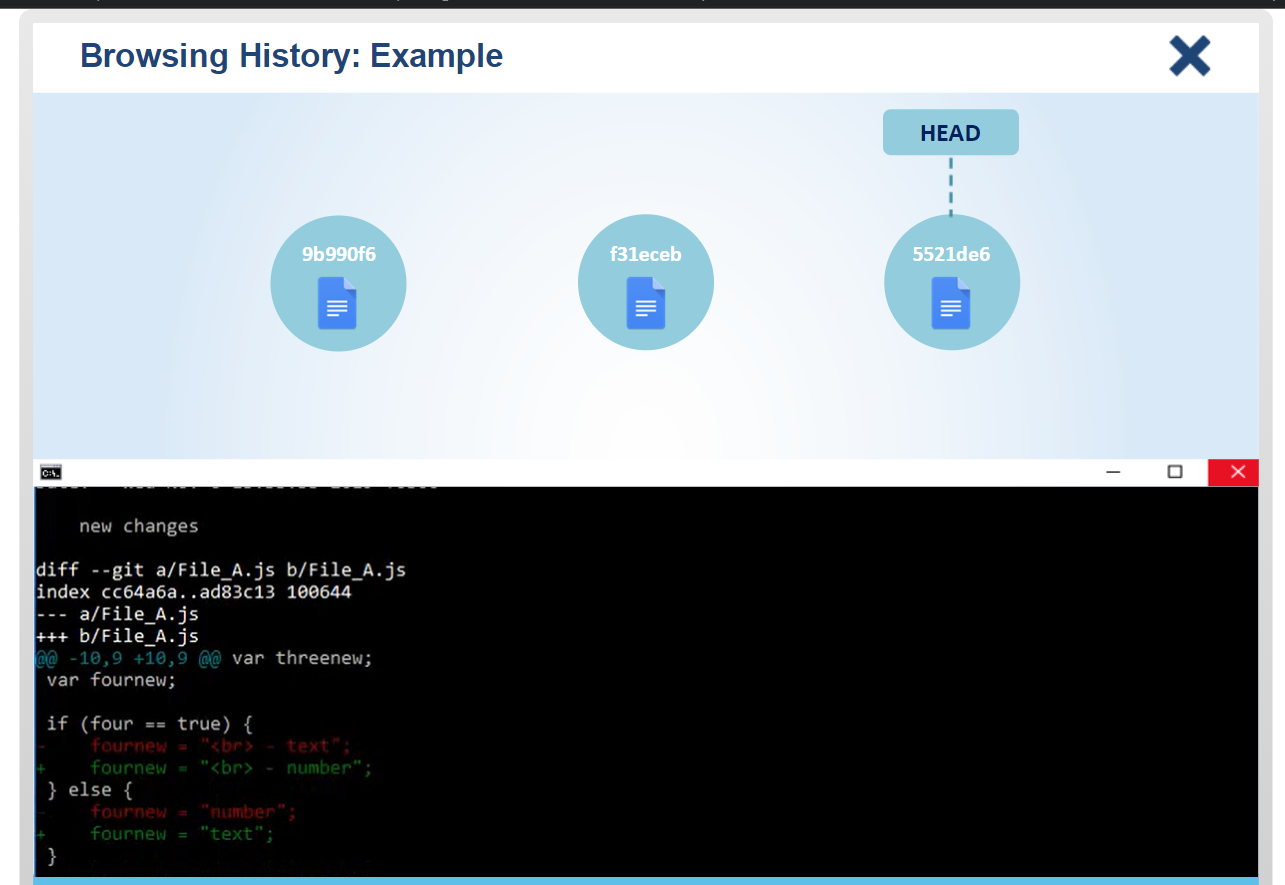 Browsing History: Example
HEAD
9b990f6
f31eceb
5521de6
C:\.
new changes
diff --git a/File_A.js b/File_A.js
index cc64a6a..ad83c13 100644
--- a/File_A.js
+++ b/File_A.js
@@ -10,9 +10,9 @@ var threenew;
var fournew;
if (four == true) {
-    fournew = "<br> - text";
+    fournew = "<br> - number";
} else {
-    fournew = "number";
+    fournew = "text";
}